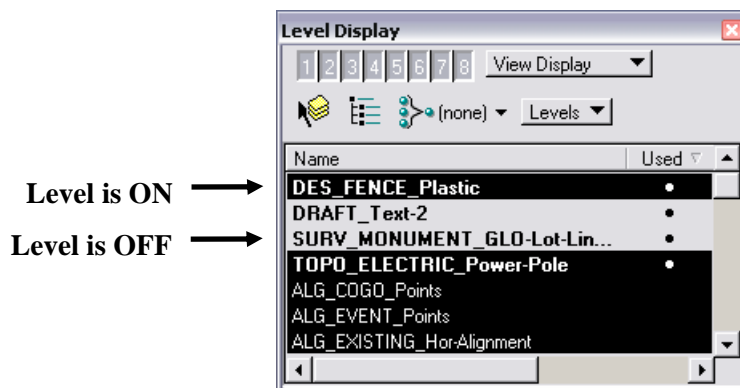 Level Display
1 2 3 4 5 6 7 8 View Display
(none) Levels
Name Used
Level is ON DES_FENCE_Plastic
DRAFT_Text-2
Level is OFF SURV_MONUMENT_GLO-Lot-Lin...
TOPO_ELECTRIC_Power-Pole
ALG_COGO_Points
ALG_EVENT_Points
ALG_EXISTING_Hor-Alignment